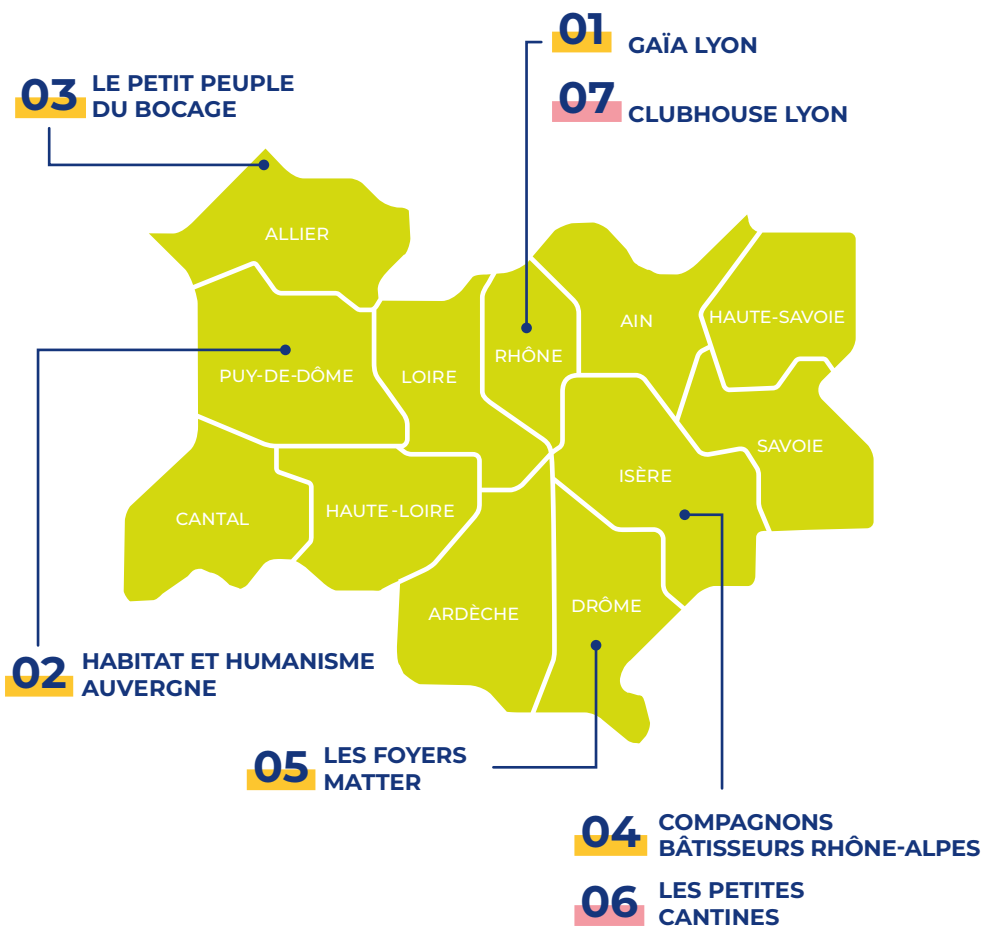 01
GAÏA LYON
07
CLUBHOUSE LYON
03
LE PETIT PEUPLE
DU BOCAGE
ALLIER
HAUTE-SAVOIE
AIN
RHÔNE
PUY-DE-DÔME
LOIRE
SAVOIE
ISÈRE
CANTAL
HAUTE-LOIRE
ARDÈCHE
DRÔME
02
HABITAT ET HUMANISME
AUVERGNE
05
LES FOYERS
MATTER
04
COMPAGNONS
BÂTISSEURS RHÔNE-ALPES
06
LES PETITES
CANTINES